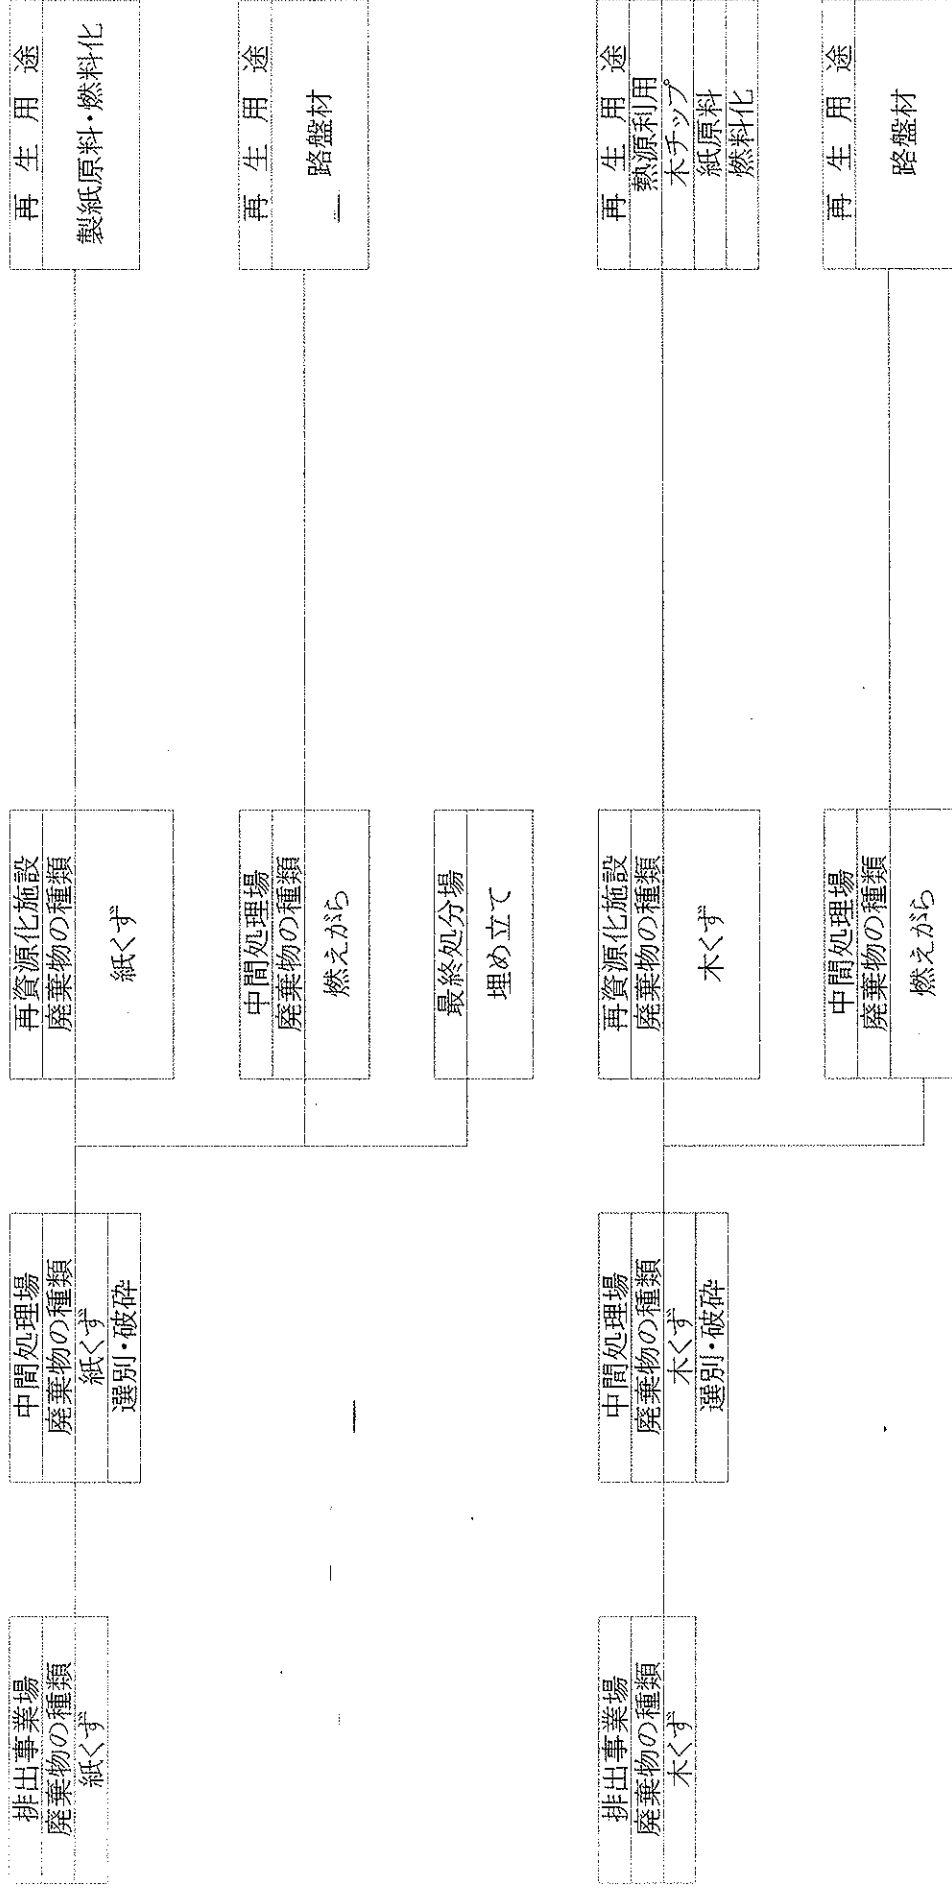 排出事業場
廃棄物の種類
紙くず
中間処理場
廃棄物の種類
紙くず
選別・破砕
再資源化施設
廃棄物の種類
紙くず
再生用途
製紙原料・燃料化
中間処理場
廃棄物の種類
燃えがら
再生用途
路盤材
最終処分場
埋め立て
排出事業場
廃棄物の種類
木くず
中間処理場
廃棄物の種類
木くず
選別・破砕
再資源化施設
廃棄物の種類
木くず
再生用途
熱源利用
木チップ
紙原料
燃料化
中間処理場
廃棄物の種類
燃えがら
再生用途
路盤材